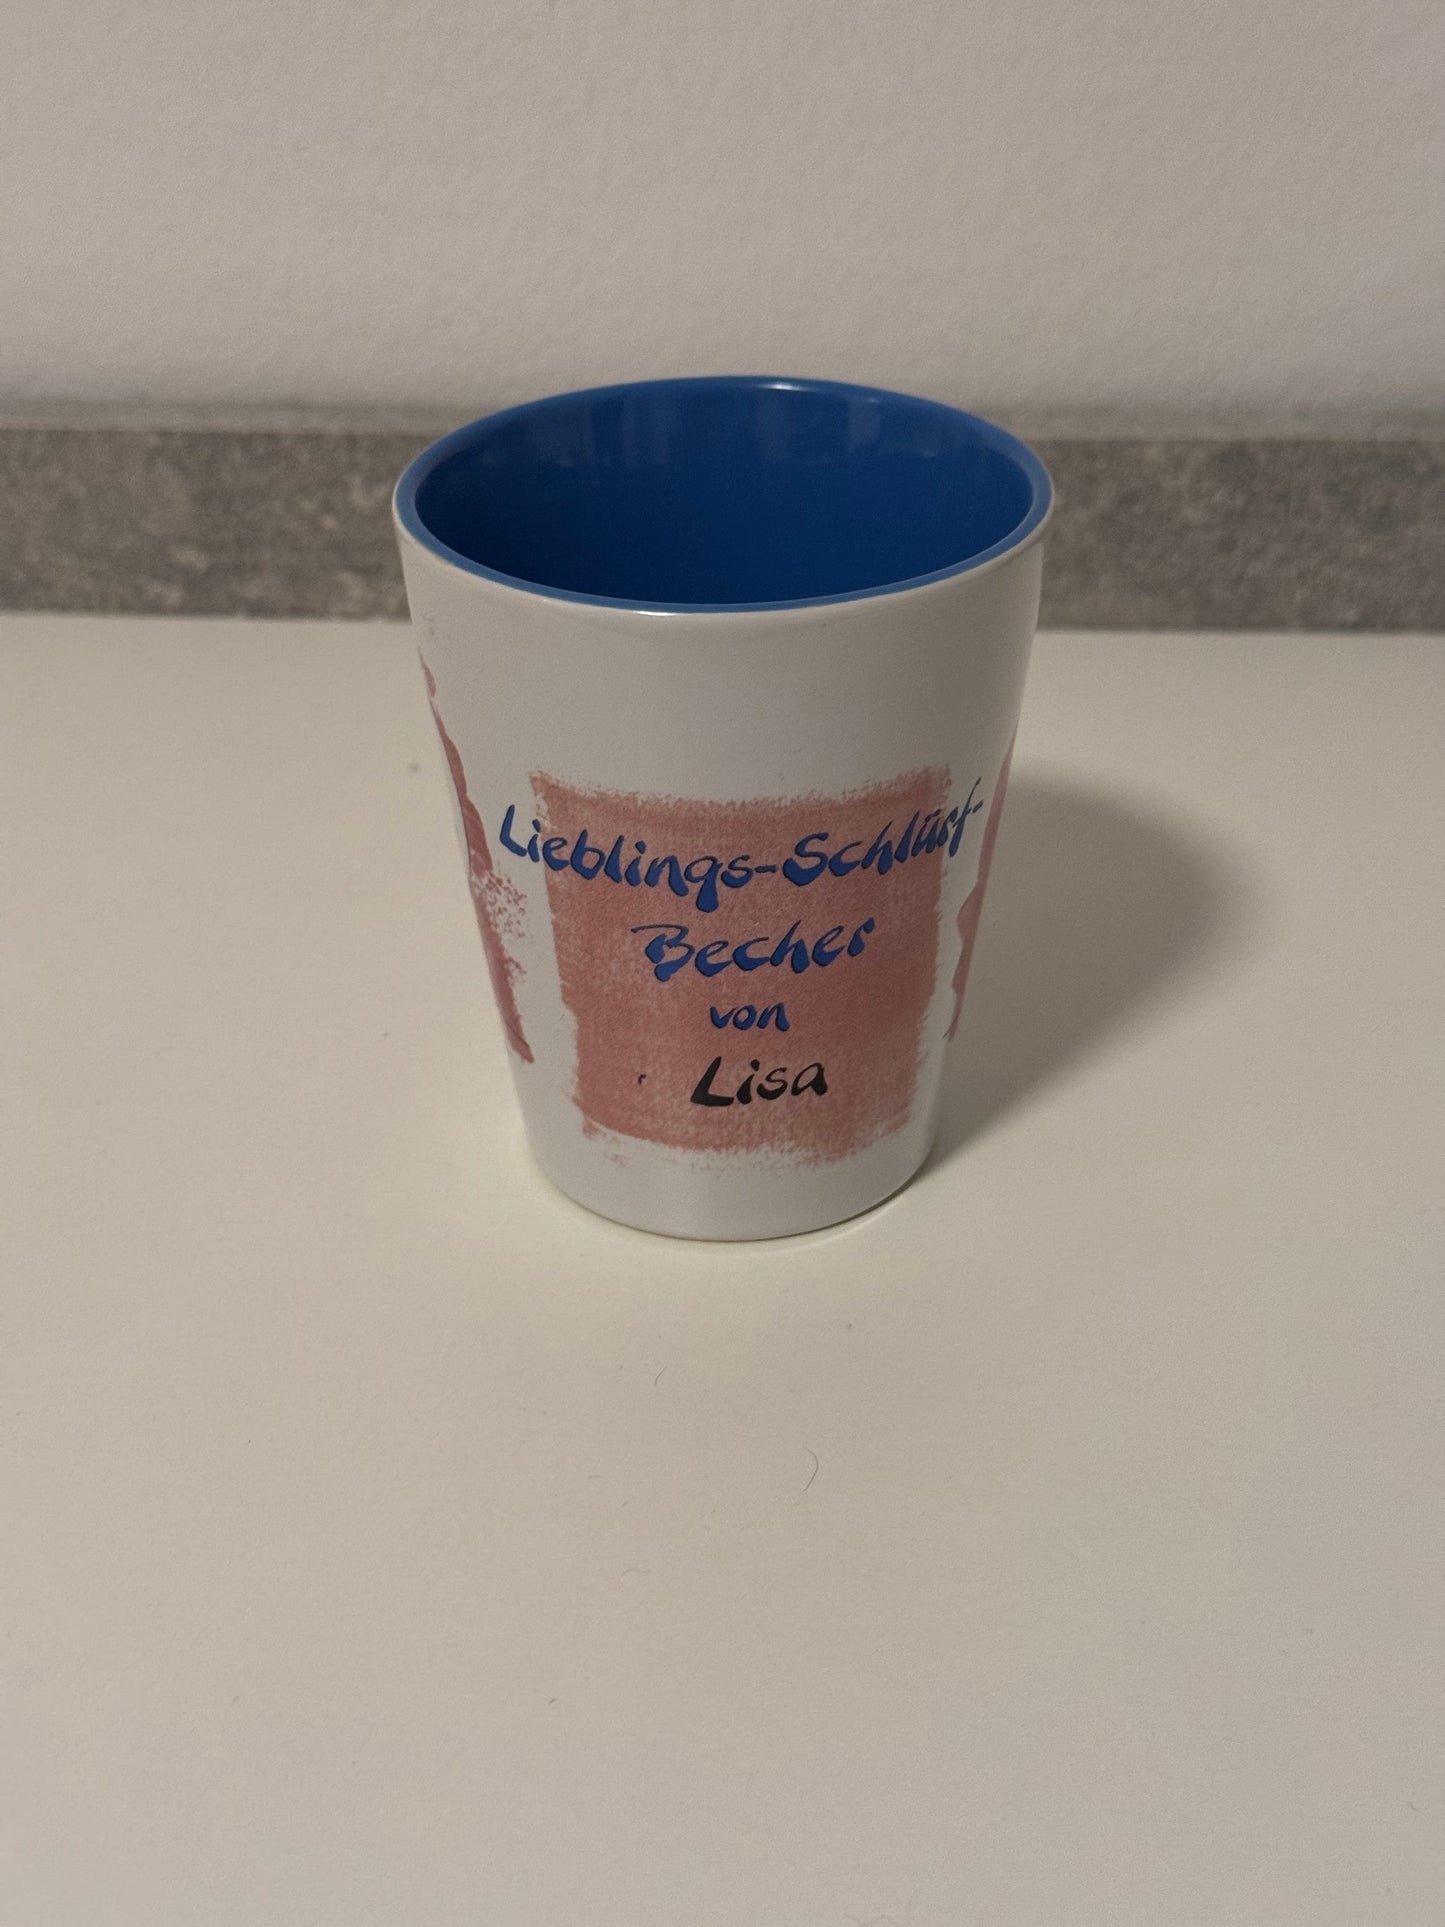 Lieblings-Schlürf-
Becher
von
Lisa